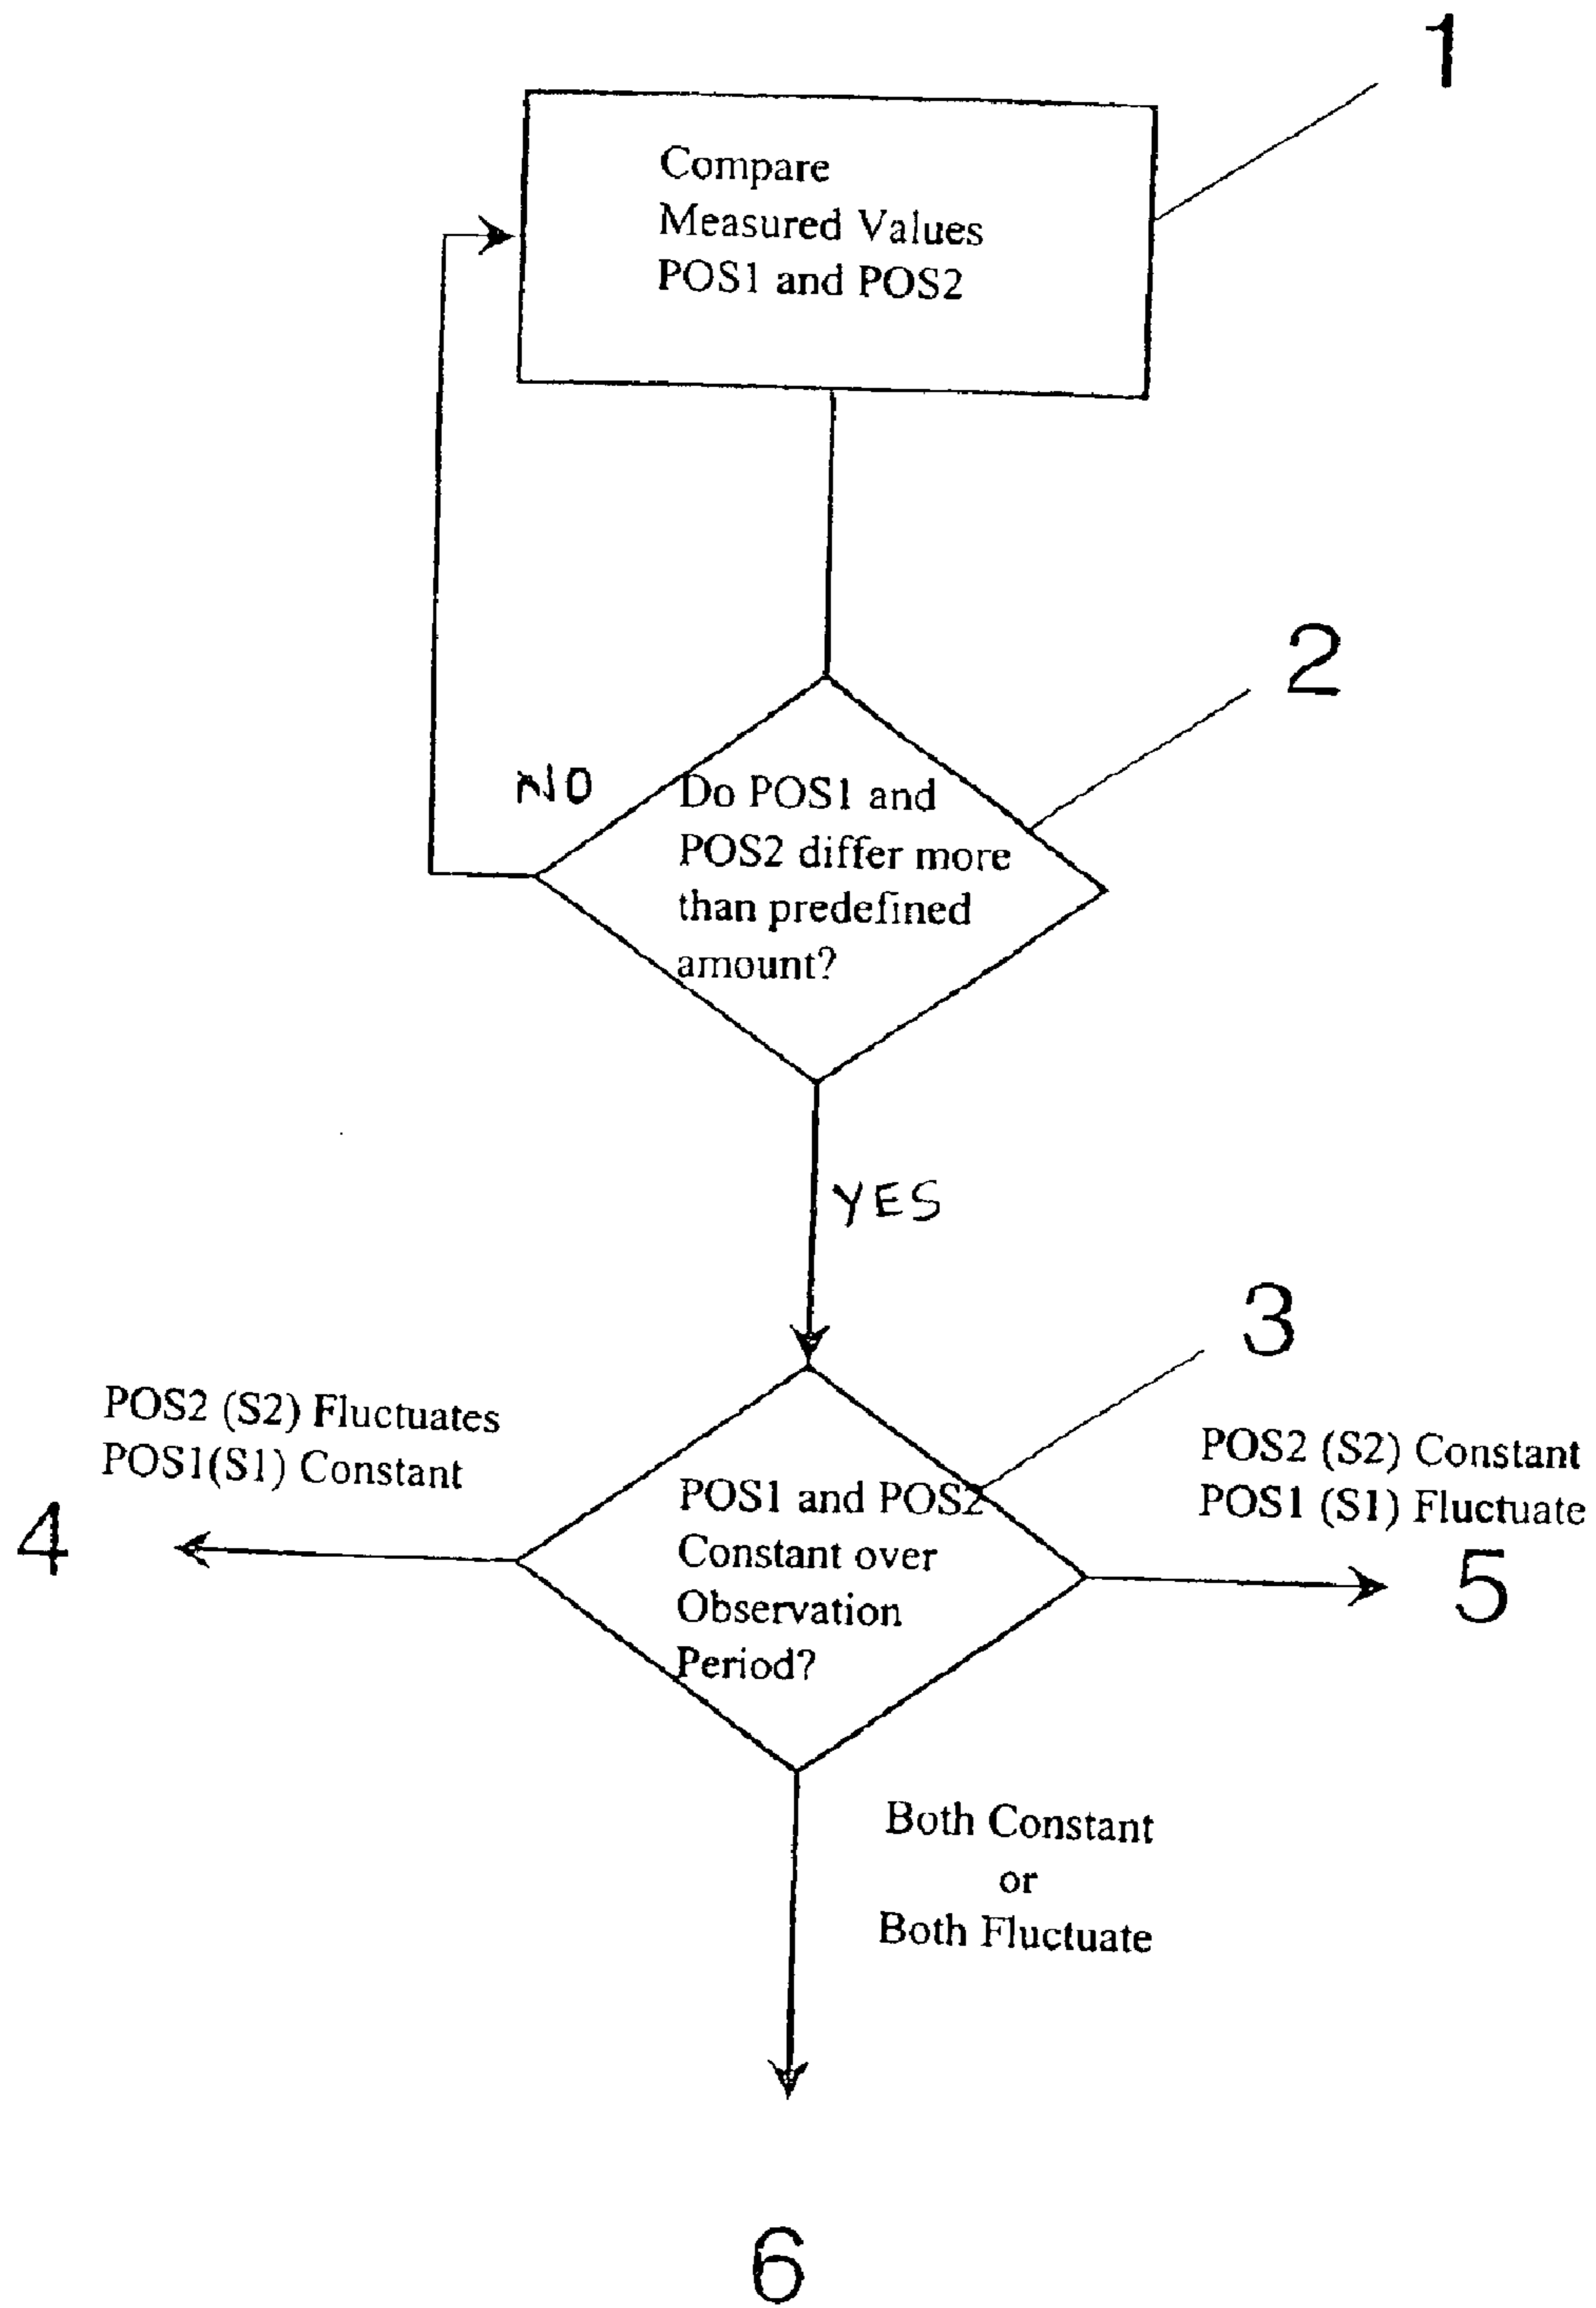 1
Compare
Measured Values
POS1 and POS2
2
NO
Do POS1 and
POS2 differ more
than predefined
amount?
YES
3
POS2 (S2) Fluctuates
POS1(S1) Constant
4
POS1 and POS2
Constant over
Observation
Period?
POS2 (S2) Constant
POS1 (S1) Fluctuate
5
Both Constant
or
Both Fluctuate
6